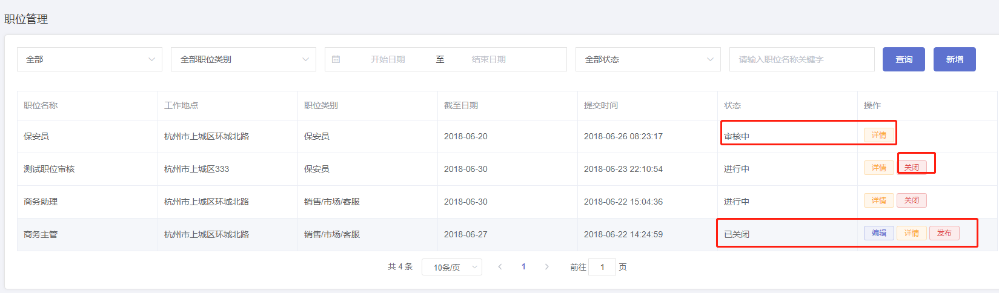 职位管理
全部 全部职位类别 开始日期 至 结束日期 全部状态 请输入职位名称关键字 查询 新增
职位名称 工作地点 职位类别 截至日期 提交时间 状态 操作
保安员 杭州市上城区环城北路 保安员 2018-06-20 2018-06-26 08:23:17 审核中 详情
测试职位审核 杭州市上城区333 保安员 2018-06-30 2018-06-23 22:10:54 进行中 详情 关闭
商务助理 杭州市上城区环城北路 销售/市场/客服 2018-06-30 2018-06-22 15:04:36 进行中 详情 关闭
商务主管 杭州市上城区环城北路 销售/市场/客服 2018-06-27 2018-06-22 14:24:59 已关闭 编辑 详情 发布
共 4 条 10条/页 1 前往 1 页